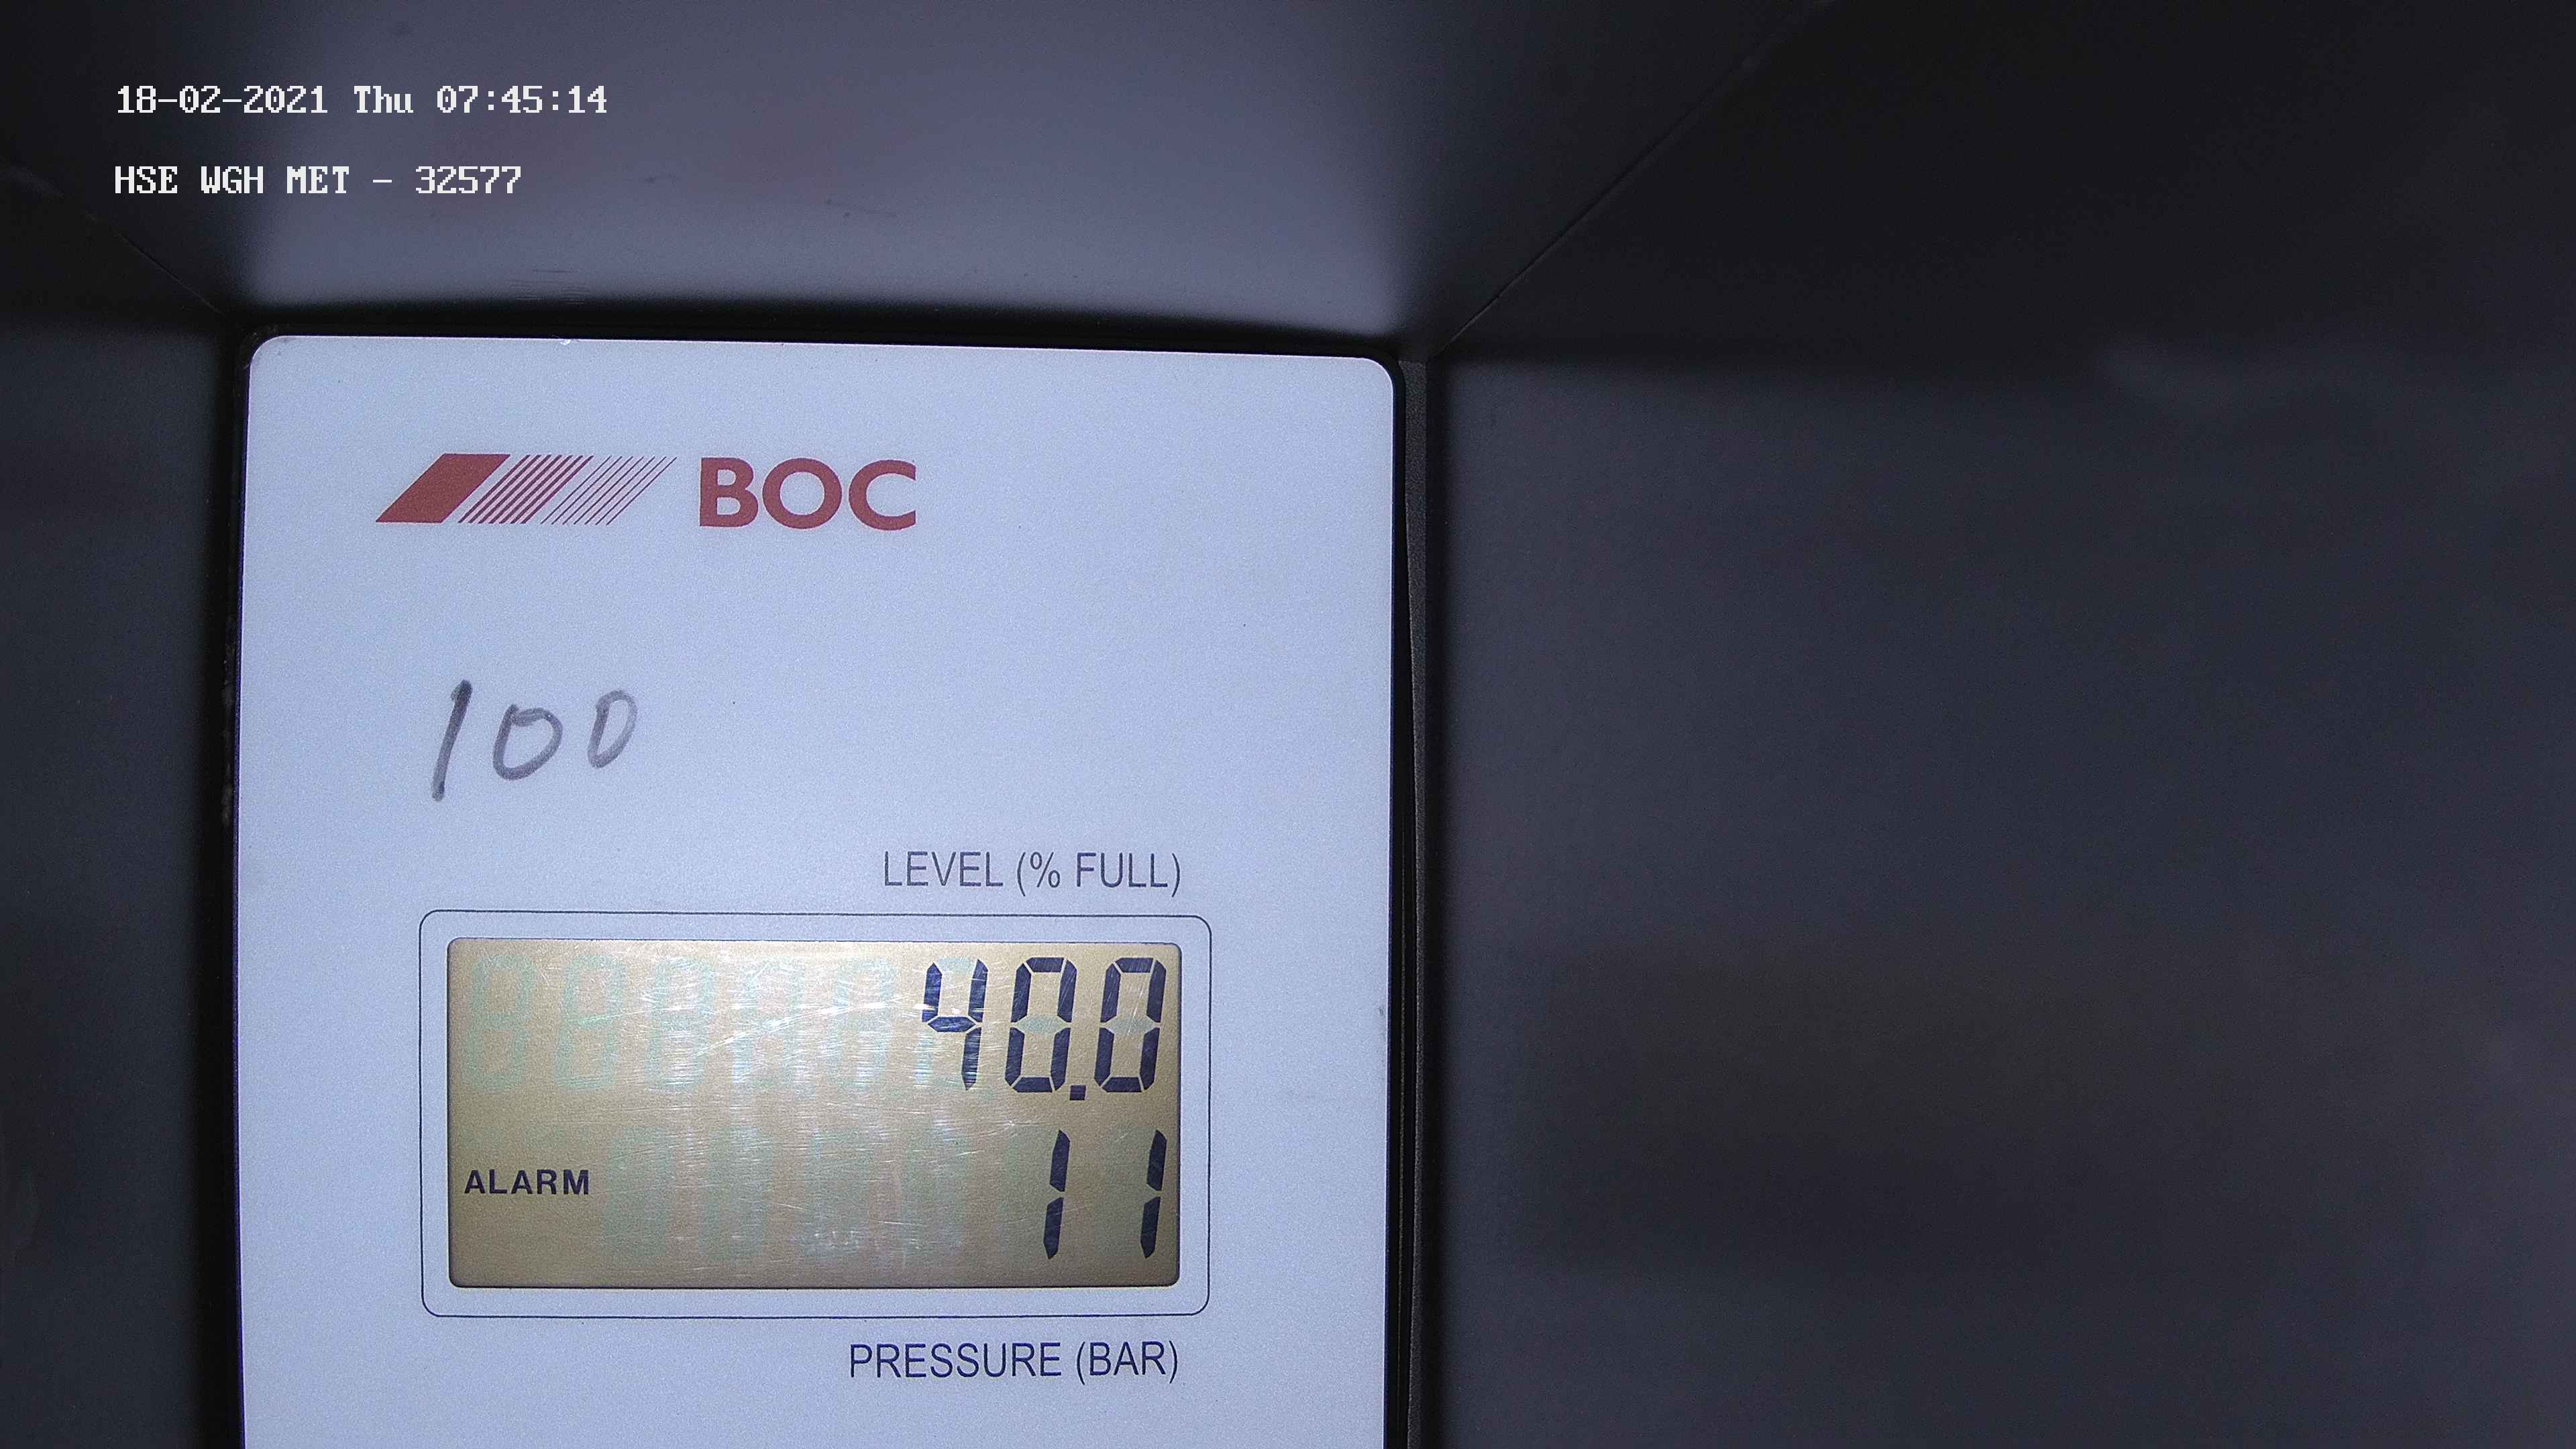 18-02-2021 Thu 07:45:14
HSE WGH MET - 32577
BOC
100
LEVEL (% FULL)
40.0
ALARM 11
PRESSURE (BAR)